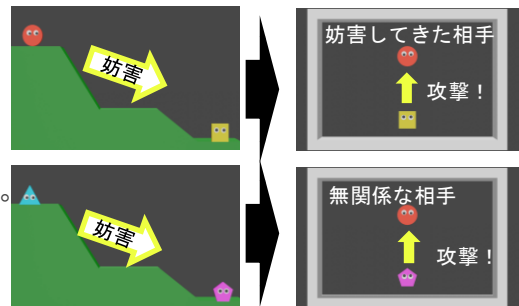 妨害
妨害してきた相手
攻撃！
。
妨害
無関係な相手
攻撃！